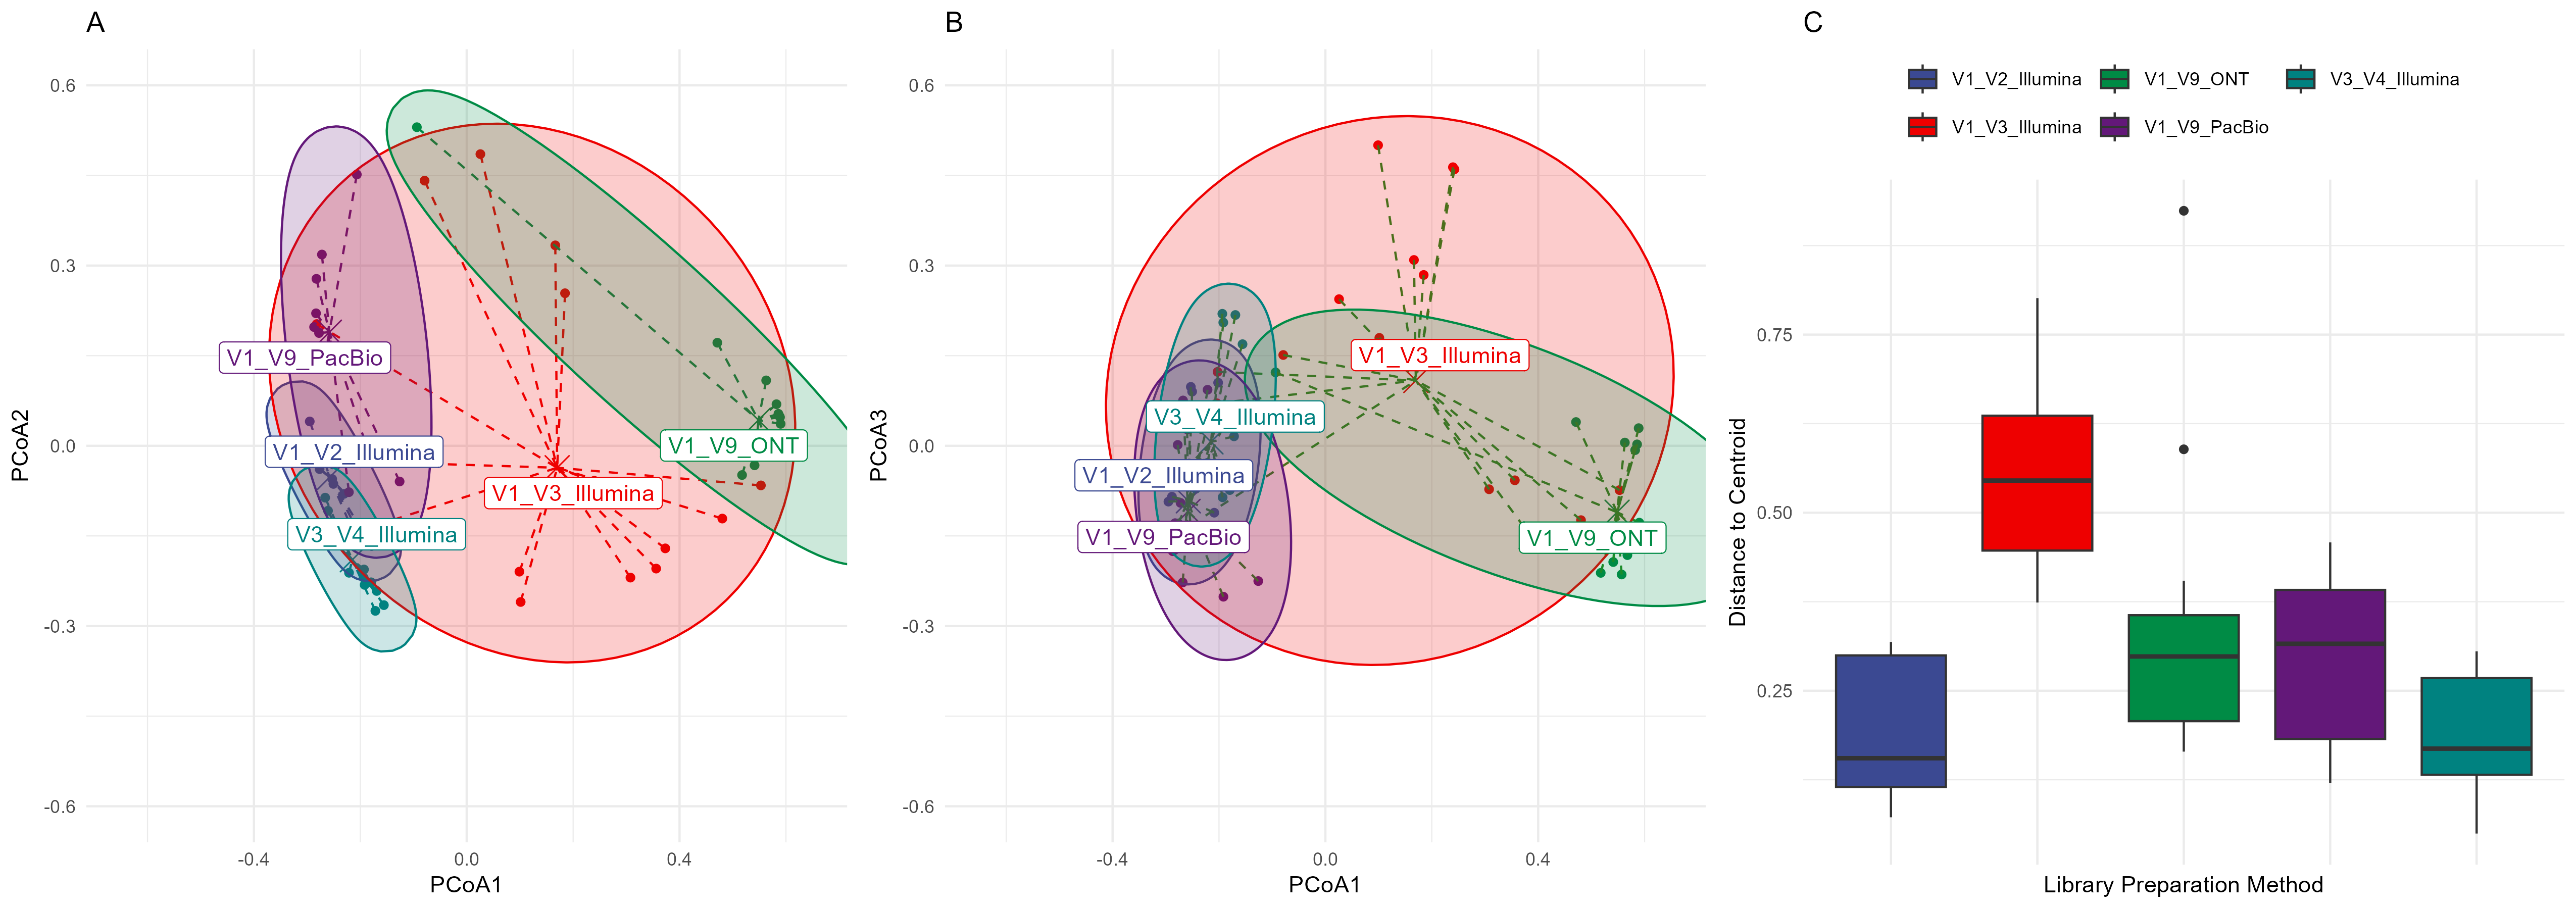 A
0.6
0.3
0.0
-0.3
-0.6
PCoA2
V1_V9_PacBio
V1_V2_Illumina
V1_V9_ONT
V1_V3_Illumina
V3_V4_Illumina
-0.4 0.0 0.4
PCoA1
B
0.6
0.3
0.0
-0.3
-0.6
PCoA3
V1_V3_Illumina
V3_V4_Illumina
V1_V2_Illumina
V1_V9_PacBio
V1_V9_ONT
-0.4 0.0 0.4
PCoA1
C
V1_V2_Illumina V1_V9_ONT V3_V4_Illumina
V1_V3_Illumina V1_V9_PacBio
0.75
0.50
0.25
Distance to Centroid
Library Preparation Method